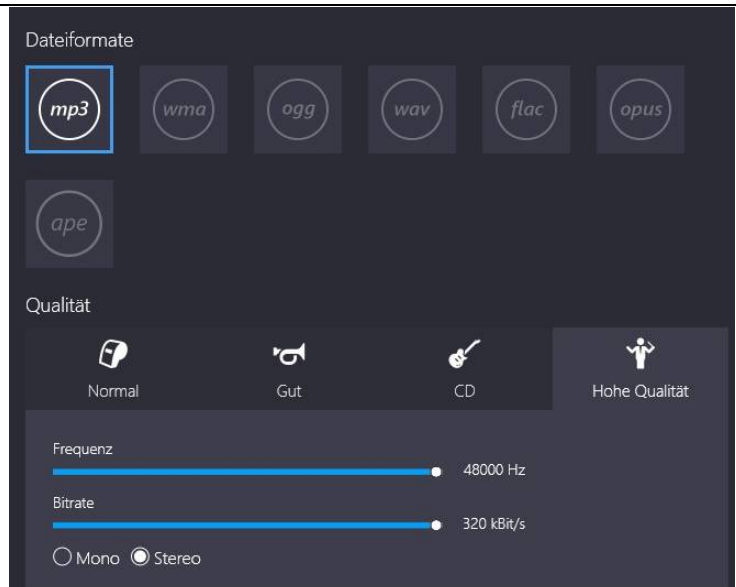 Dateiformate
mp3 wma ogg wav flac opus
ape
Qualität
Normal Gut CD Hohe Qualität
Frequenz
48000 Hz
Bitrate
320 kBit/s
Mono Stereo